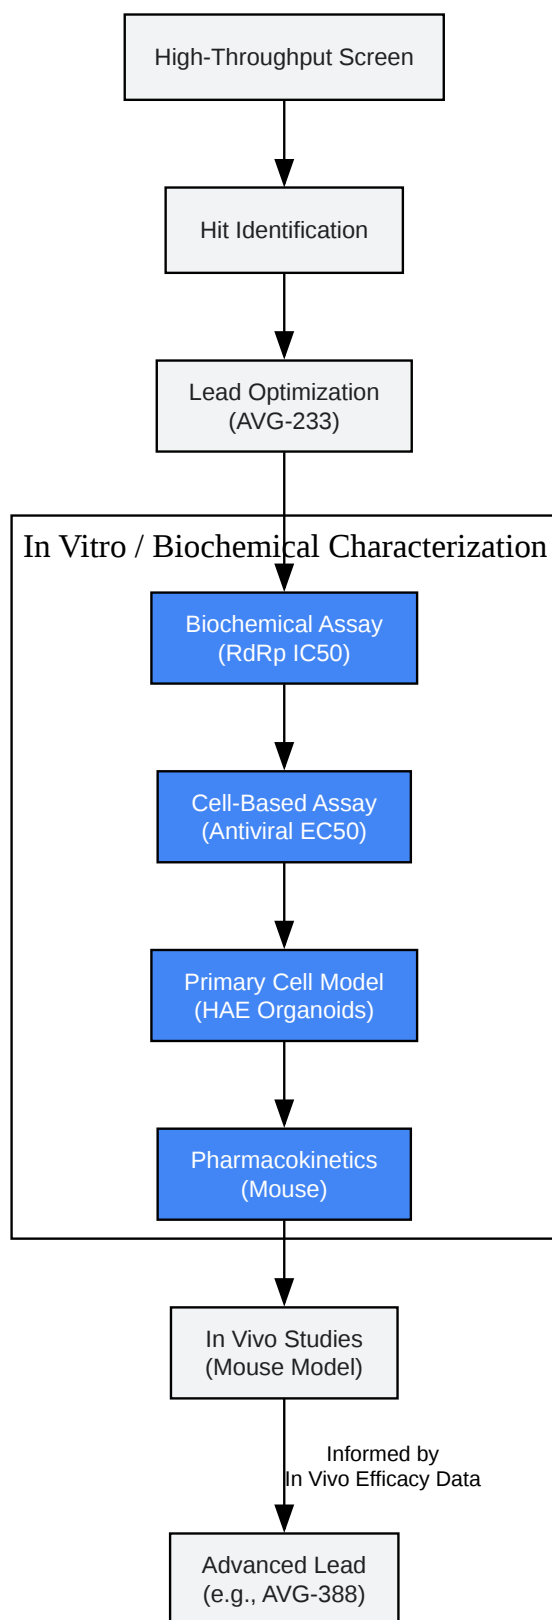 High-Throughput Screen
Hit Identification
Lead Optimization
(AVG-233)
In Vitro / Biochemical Characterization
Biochemical Assay
(RdRp IC50)
Cell-Based Assay
(Antiviral EC50)
Primary Cell Model
(HAE Organoids)
Pharmacokinetics
(Mouse)
In Vivo Studies
(Mouse Model)
Informed by
In Vivo Efficacy Data
Advanced Lead
(e.g., AVG-388)